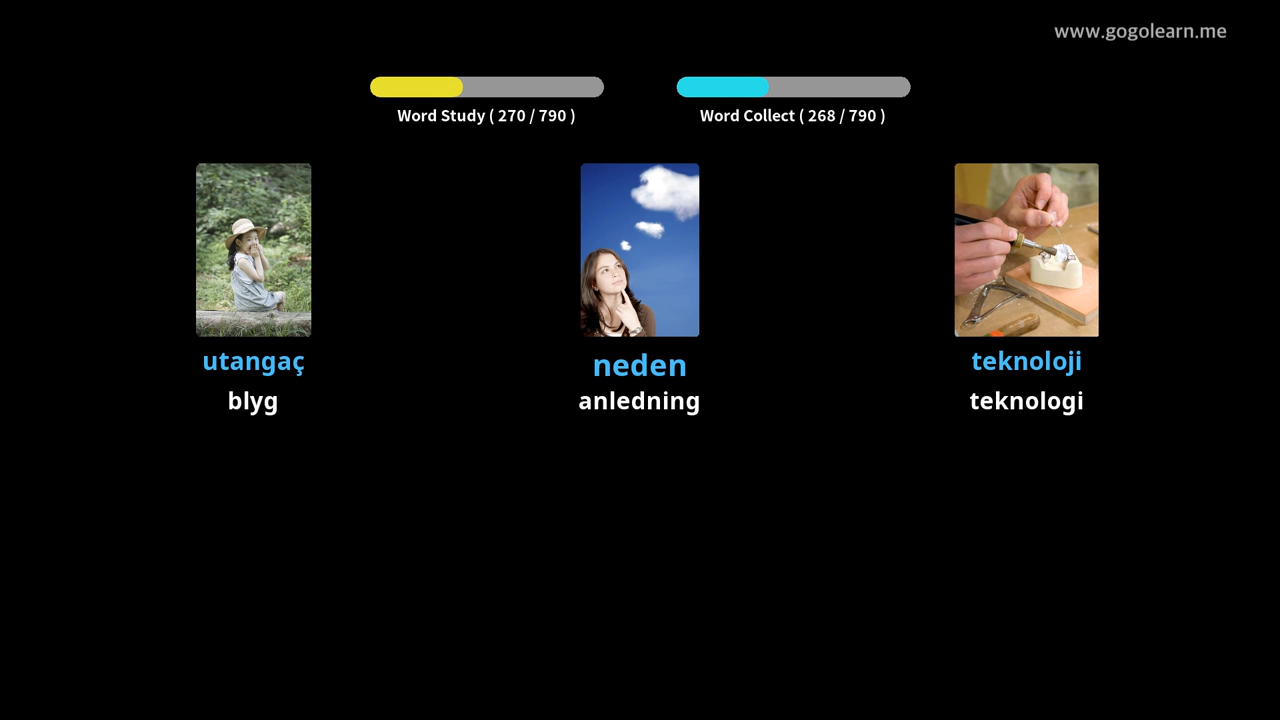 www.gogolearn.me
Word Study ( 270 / 790 )
Word Collect ( 268 / 790 )
utangaç
blyg
neden
anledning
teknoloji
teknologi